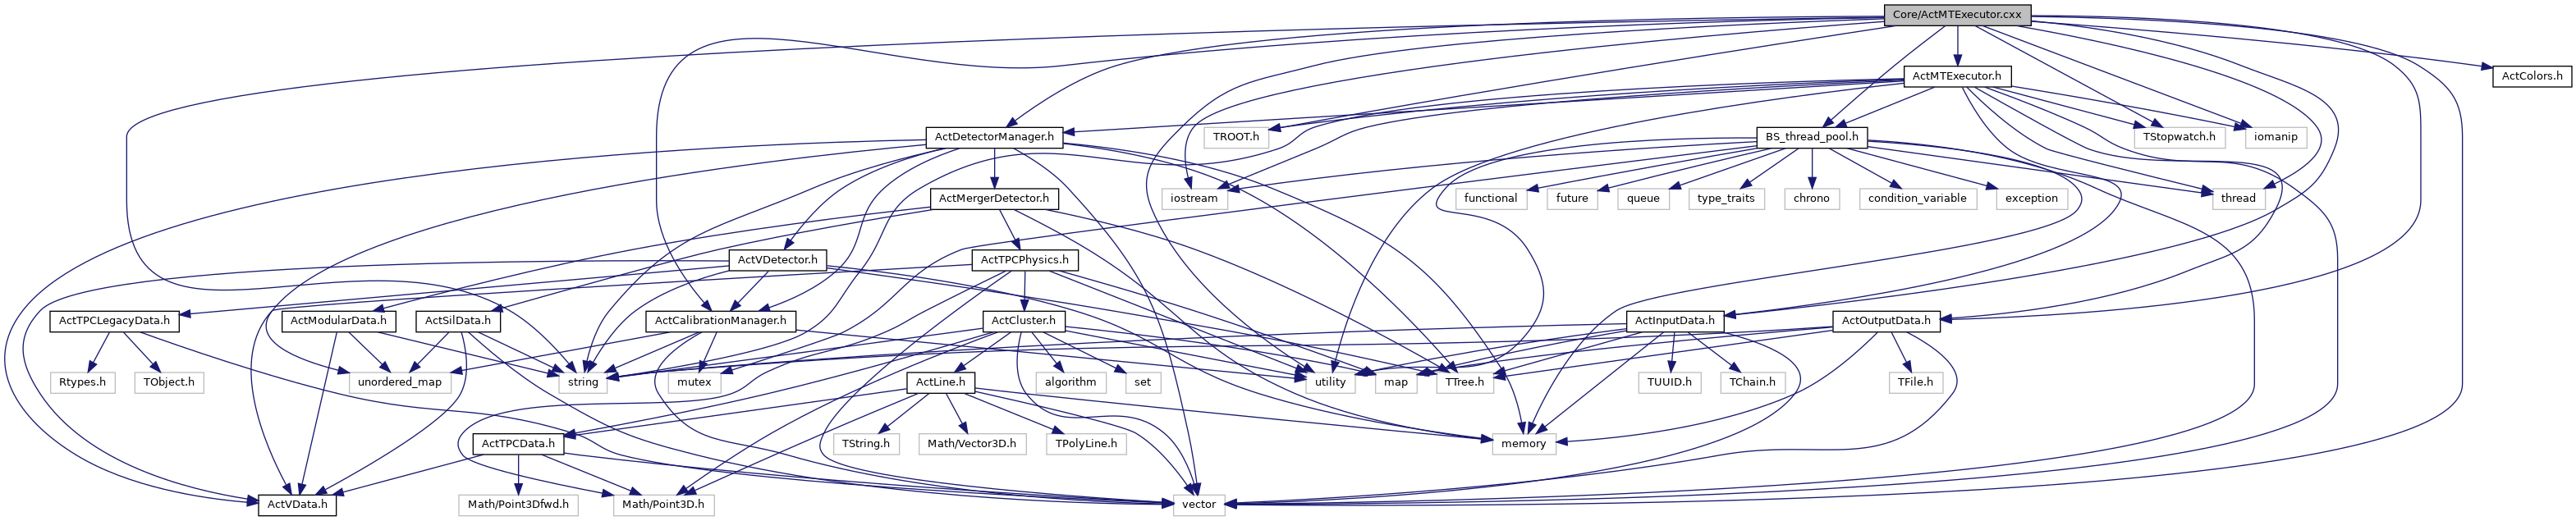 Core/ActMTExecutor.cxx
ActMTExecutor.h
ActColors.h
ActDetectorManager.h
TROOT.h
BS_thread_pool.h
TStopwatch.h
iomanip
ActMergerDetector.h
iostream
functional
future
queue
type_traits
chrono
condition_variable
exception
thread
ActVDetector.h
ActTPCPhysics.h
ActTPCLegacyData.h
ActModularData.h
ActSilData.h
ActCalibrationManager.h
ActCluster.h
ActInputData.h
ActOutputData.h
Rtypes.h
TObject.h
unordered_map
string
mutex
ActLine.h
algorithm
set
utility
map
TTree.h
TUUID.h
TChain.h
TFile.h
ActTPCData.h
TString.h
Math/Vector3D.h
TPolyLine.h
memory
ActVData.h
Math/Point3Dfwd.h
Math/Point3D.h
vector